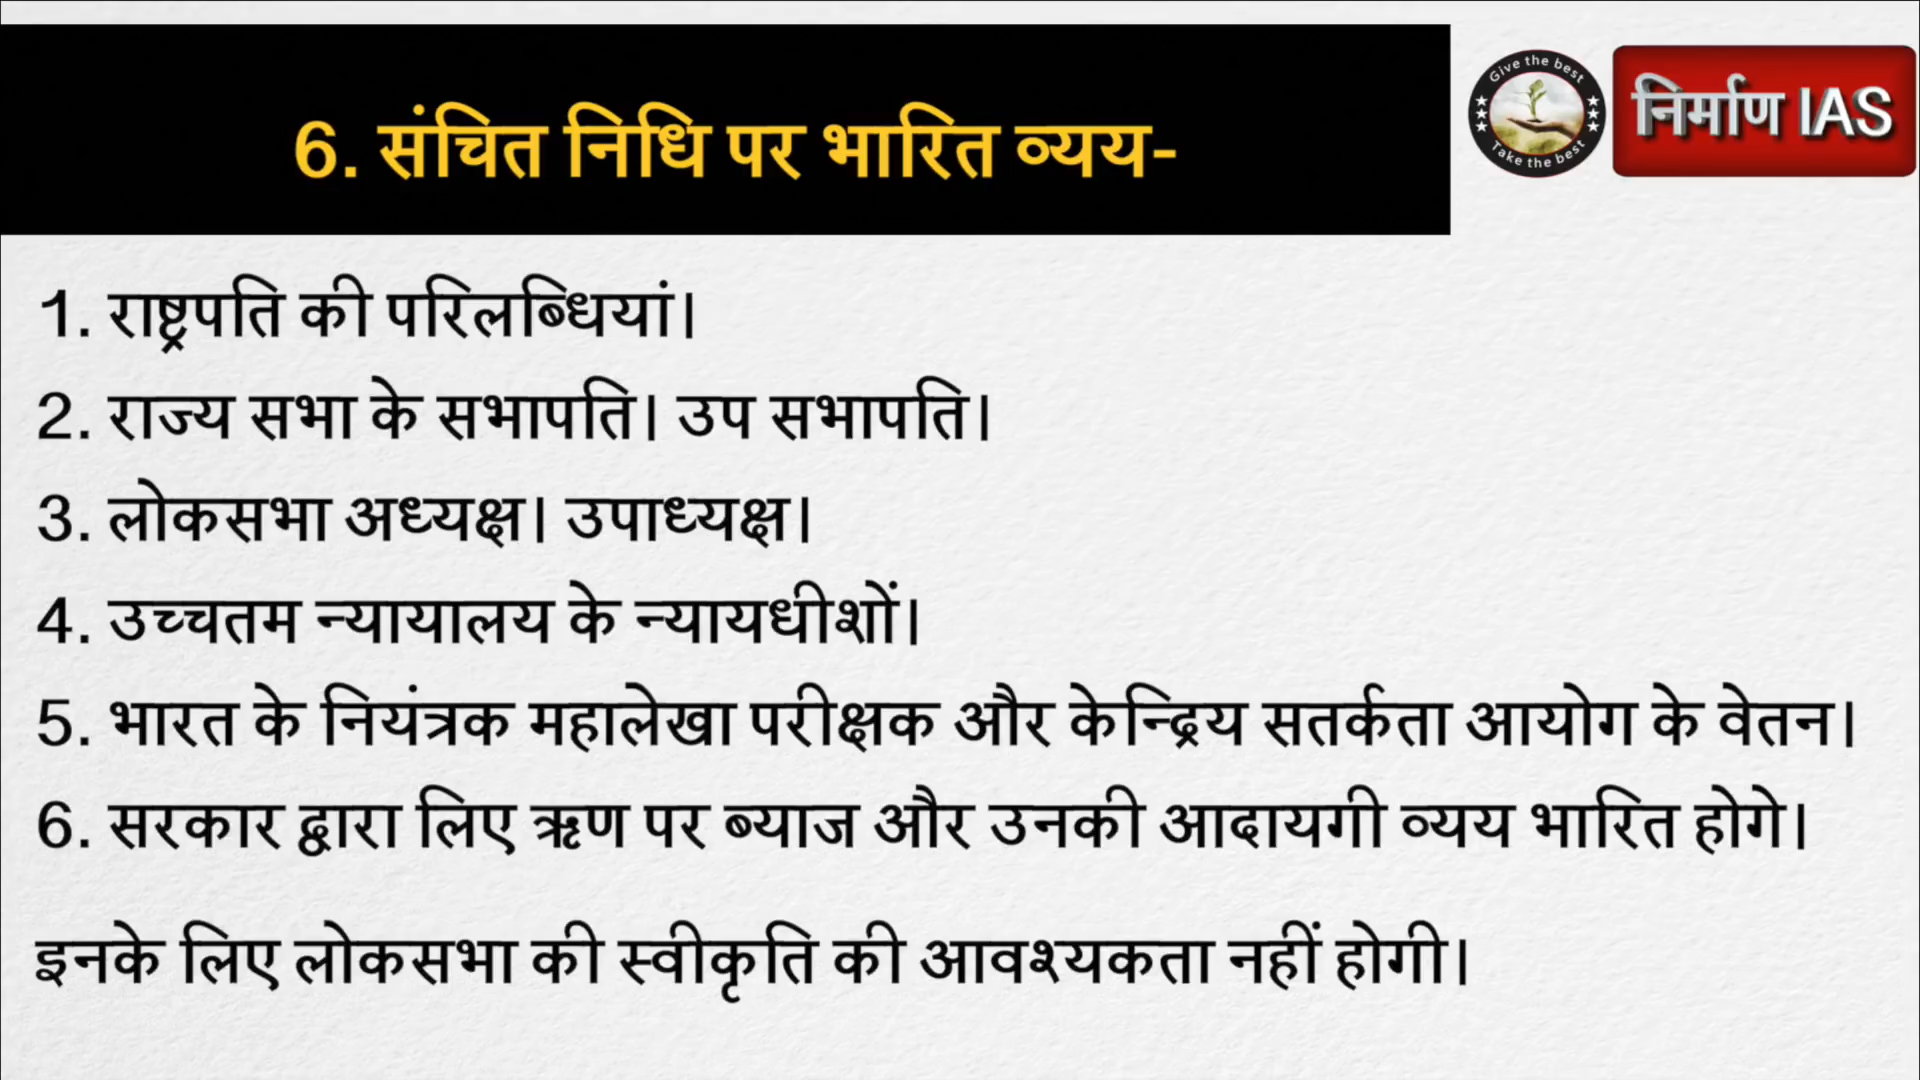 6. संचित निधि पर भारित व्यय-
Give the best
Take the best
निर्माण IAS
1. राष्ट्रपति की परिलब्धियां।
2. राज्य सभा के सभापति। उप सभापति।
3. लोकसभा अध्यक्ष। उपाध्यक्ष।
4. उच्चतम न्यायालय के न्यायधीशों।
5. भारत के नियंत्रक महालेखा परीक्षक और केन्द्रिय सतर्कता आयोग के वेतन।
6. सरकार द्वारा लिए ऋण पर ब्याज और उनकी आदायगी व्यय भारित होगे।
इनके लिए लोकसभा की स्वीकृति की आवश्यकता नहीं होगी।